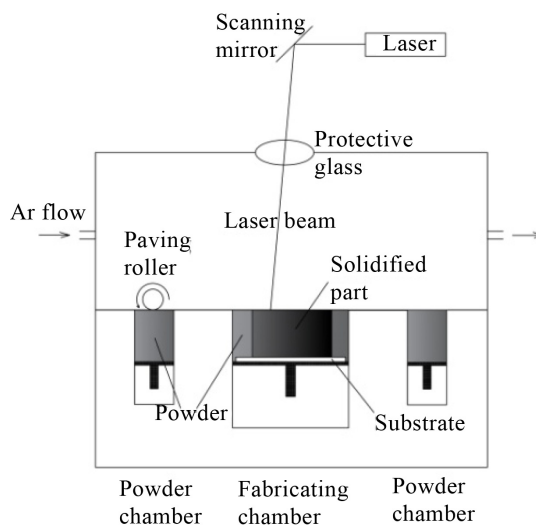 Scanning
mirror
Laser
Protective
glass
Ar flow
Laser beam
Paving
roller
Solidified
part
Powder
Substrate
Powder
chamber
Fabricating
chamber
Powder
chamber